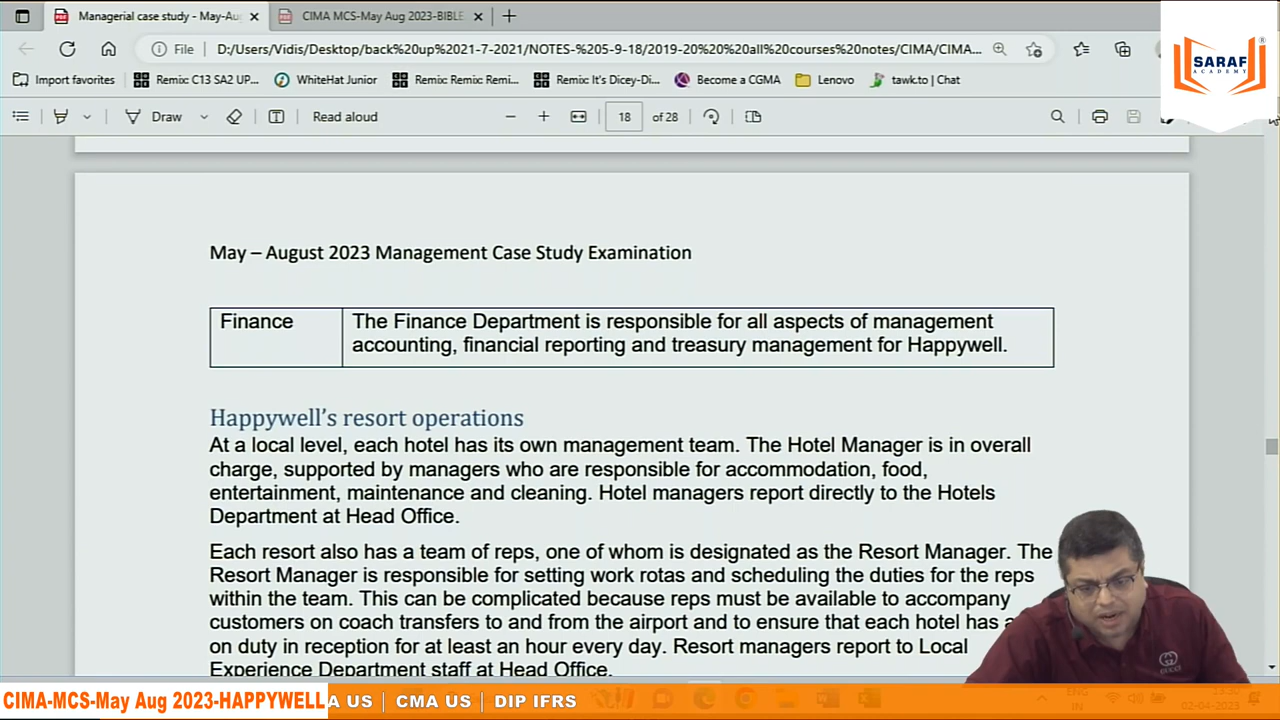 Managerial case study - May-Au
CIMA MCS-May Aug 2023-BIBLE
File
D:/Users/Vidis/Desktop/back%20up%2021-7-2021/NOTES-%205-9-18/2019-20%20%20all%20courses%20notes/CIMA/CIMA...
SARAF
ACADEMY
Import favorites
Remix: C13 SA2 UP...
WhiteHat Junior
Remix: Remix: Remi...
Remix: It's Dicey-Di...
Become a CGMA
Lenovo
tawk.to | Chat
Draw
Read aloud
18 of 28
May – August 2023 Management Case Study Examination
Finance
The Finance Department is responsible for all aspects of management
accounting, financial reporting and treasury management for Happywell.
Happywell's resort operations
At a local level, each hotel has its own management team. The Hotel Manager is in overall
charge, supported by managers who are responsible for accommodation, food,
entertainment, maintenance and cleaning. Hotel managers report directly to the Hotels
Department at Head Office.
Each resort also has a team of reps, one of whom is designated as the Resort Manager. The
Resort Manager is responsible for setting work rotas and scheduling the duties for the reps
within the team. This can be complicated because reps must be available to accompany
customers on coach transfers to and from the airport and to ensure that each hotel has a
on duty in reception for at least an hour every day. Resort managers report to Local
Experience Department staff at Head Office.
GUCCI
CIMA-MCS-May Aug 2023-HAPPYWELL
A US | CMA US | DIP IFRS
ENG
IN
02-04-2023